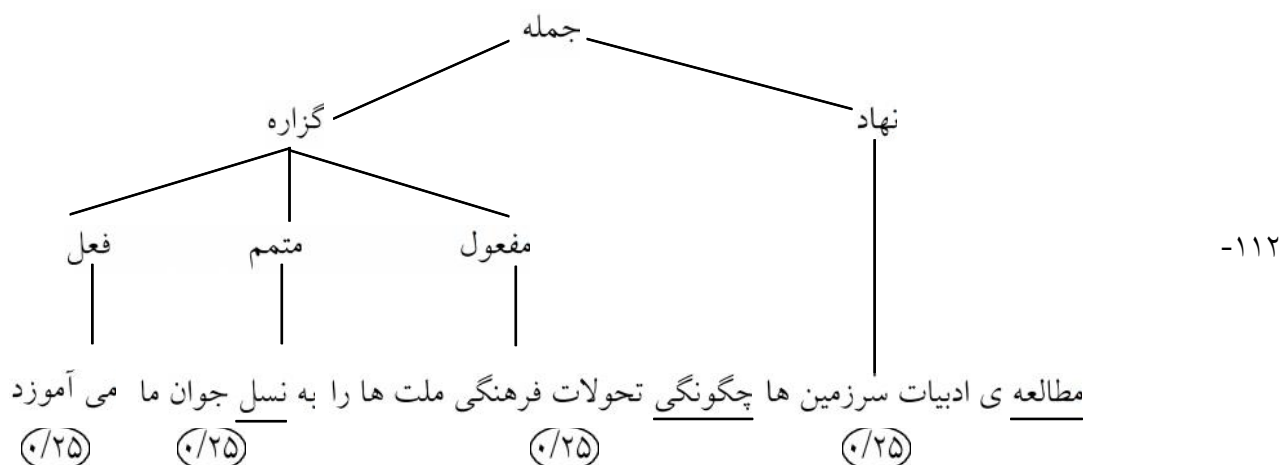 جمله
نهاد گزاره
۱۱۲- مفعول متمم فعل
مطالعه ی ادبیات سرزمین ها چگونگی تحولات فرهنگی ملت ها را به نسل جوان ما می آموزد
۰/۲۵ ۰/۲۵ ۰/۲۵ ۰/۲۵